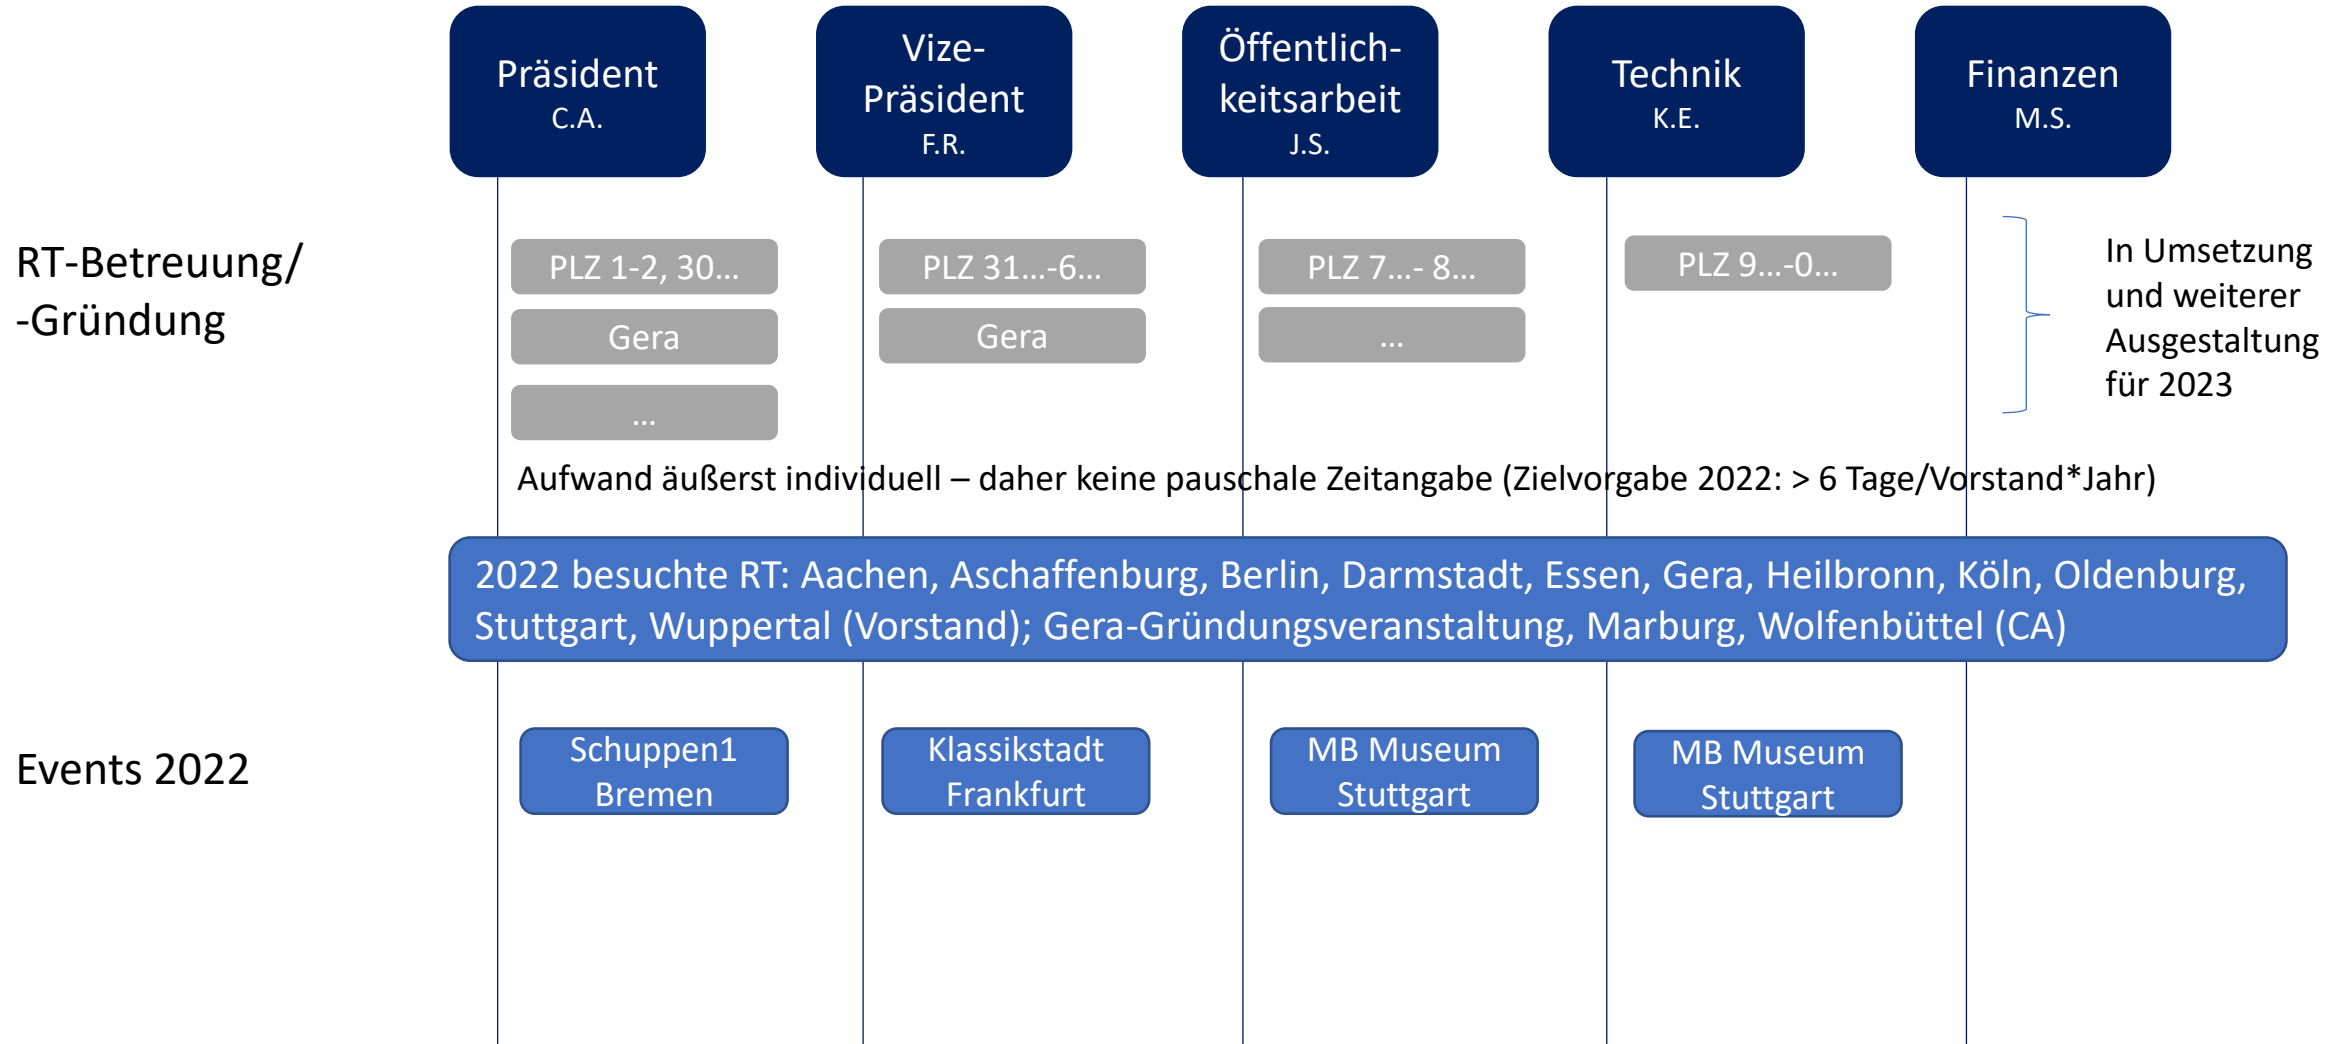 Präsident
C.A.
Vize-
Präsident
F.R.
Öffentlich-
keitsarbeit
J.S.
Technik
K.E.
Finanzen
M.S.
RT-Betreuung/
-Gründung
PLZ 1-2, 30...
Gera
...
PLZ 31...-6...
Gera
PLZ 7...- 8...
...
PLZ 9...-0...
In Umsetzung
und weiterer
Ausgestaltung
für 2023
Aufwand äußerst individuell – daher keine pauschale Zeitangabe (Zielvorgabe 2022: > 6 Tage/Vorstand*Jahr)
2022 besuchte RT: Aachen, Aschaffenburg, Berlin, Darmstadt, Essen, Gera, Heilbronn, Köln, Oldenburg,
Stuttgart, Wuppertal (Vorstand); Gera-Gründungsveranstaltung, Marburg, Wolfenbüttel (CA)
Events 2022
Schuppen1
Bremen
Klassikstadt
Frankfurt
MB Museum
Stuttgart
MB Museum
Stuttgart